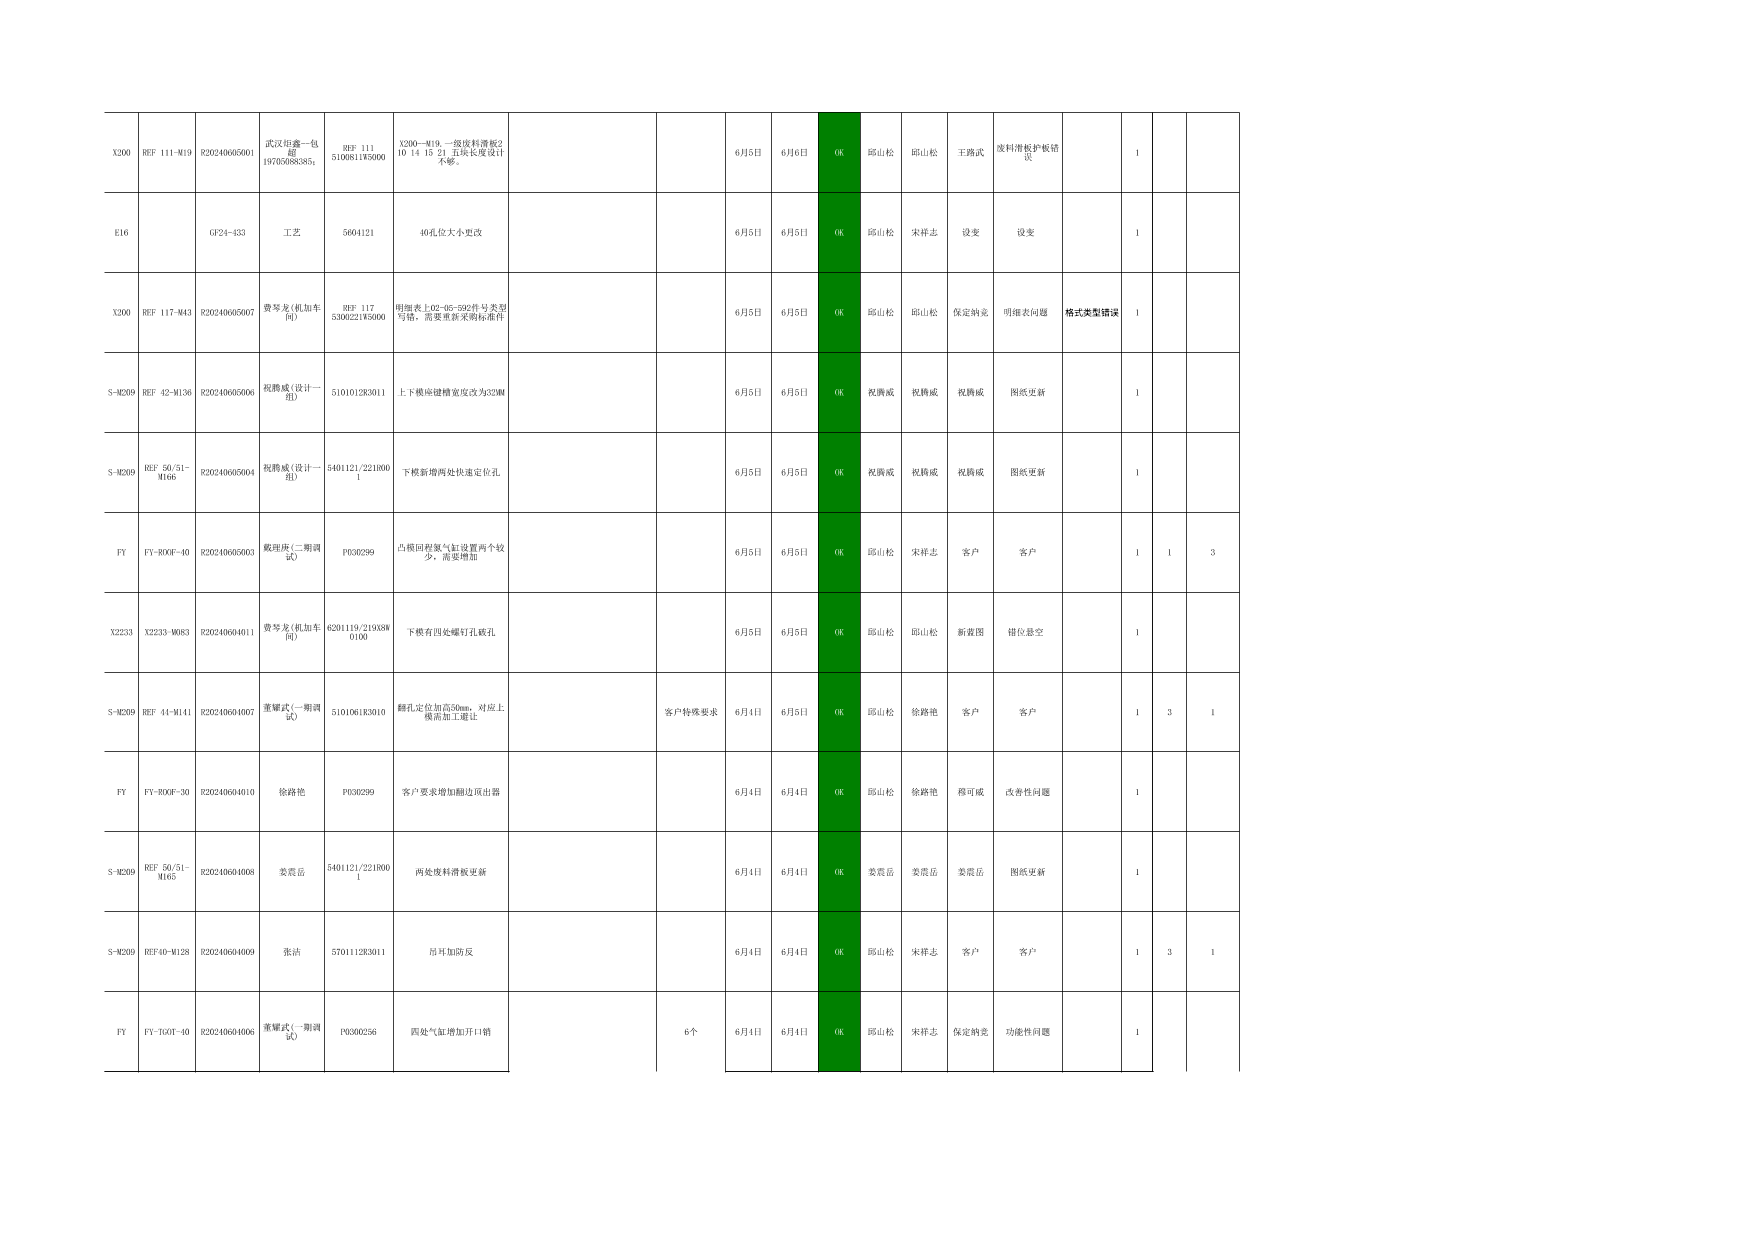 X200 REF 111-M19 R20240605001 武汉炬鑫--包超 19705088385; REF 111 5100811W5000 X200--M19.一级废料滑板2 10 14 15 21 五块长度设计不够。 6月5日 6月6日 OK 邱山松 邱山松 王路武 废料滑板护板错误 1
E16 GF24-433 工艺 5604121 40孔位大小更改 6月5日 6月5日 OK 邱山松 宋祥志 设变 设变 1
X200 REF 117-M43 R20240605007 费琴龙(机加车间) REF 117 5300221W5000 明细表上02-05-592件号类型写错，需要重新采购标准件 6月5日 6月5日 OK 邱山松 邱山松 保定纳竞 明细表问题 格式类型错误 1
S-M209 REF 42-M136 R20240605006 祝腾威(设计一组) 5101012R3011 上下模座键槽宽度改为32MM 6月5日 6月5日 OK 祝腾威 祝腾威 祝腾威 图纸更新 1
S-M209 REF 50/51-M166 R20240605004 祝腾威(设计一组) 5401121/221R001 下模新增两处快速定位孔 6月5日 6月5日 OK 祝腾威 祝腾威 祝腾威 图纸更新 1
FY FY-ROOF-40 R20240605003 戴理庚(二期调试) P030299 凸模回程氮气缸设置两个较少，需要增加 6月5日 6月5日 OK 邱山松 宋祥志 客户 客户 1 1 3
X2233 X2233-M083 R20240604011 费琴龙(机加车间) 6201119/219X8W0100 下模有四处螺钉孔破孔 6月5日 6月5日 OK 邱山松 邱山松 新蓝图 错位悬空 1
S-M209 REF 44-M141 R20240604007 董耀武(一期调试) 5101061R3010 翻孔定位加高50mm，对应上模需加工避让 客户特殊要求 6月4日 6月5日 OK 邱山松 徐路艳 客户 客户 1 3 1
FY FY-ROOF-30 R20240604010 徐路艳 P030299 客户要求增加翻边顶出器 6月4日 6月4日 OK 邱山松 徐路艳 穆可威 改善性问题 1
S-M209 REF 50/51-M165 R20240604008 姜震岳 5401121/221R001 两处废料滑板更新 6月4日 6月4日 OK 姜震岳 姜震岳 姜震岳 图纸更新 1
S-M209 REF40-M128 R20240604009 张洁 5701112R3011 吊耳加防反 6月4日 6月4日 OK 邱山松 宋祥志 客户 客户 1 3 1
FY FY-TGOT-40 R20240604006 董耀武(一期调试) P0300256 四处气缸增加开口销 6个 6月4日 6月4日 OK 邱山松 宋祥志 保定纳竞 功能性问题 1